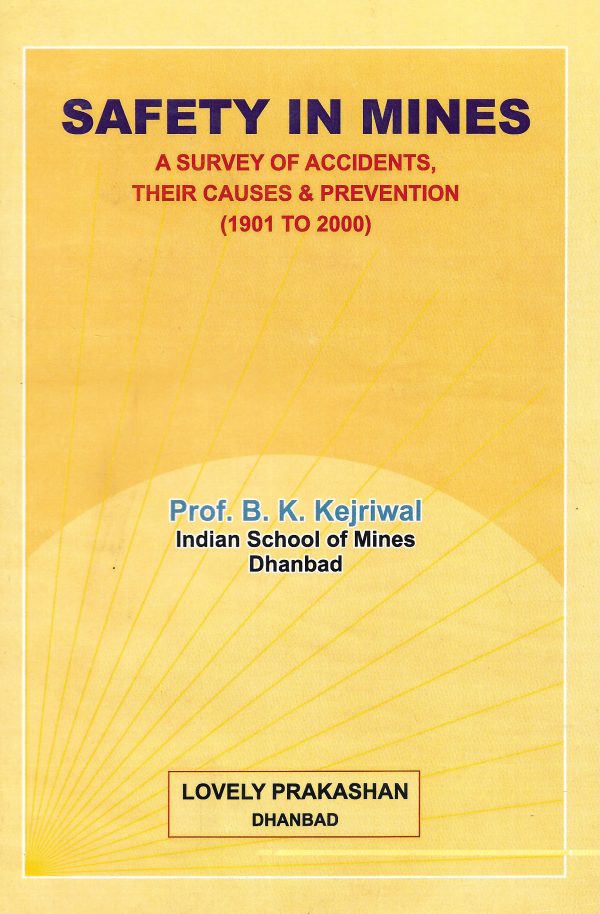 SAFETY IN MINES
A SURVEY OF ACCIDENTS,
THEIR CAUSES & PREVENTION
(1901 TO 2000)
Prof. B. K. Kejriwal
Indian School of Mines
Dhanbad
LOVELY PRAKASHAN
DHANBAD